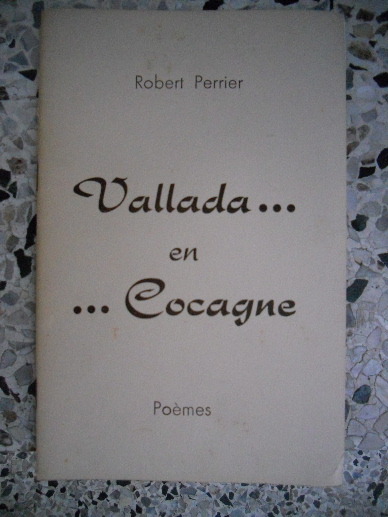 Robert Perrier
Vallada...
en
... Cocagne
Poèmes